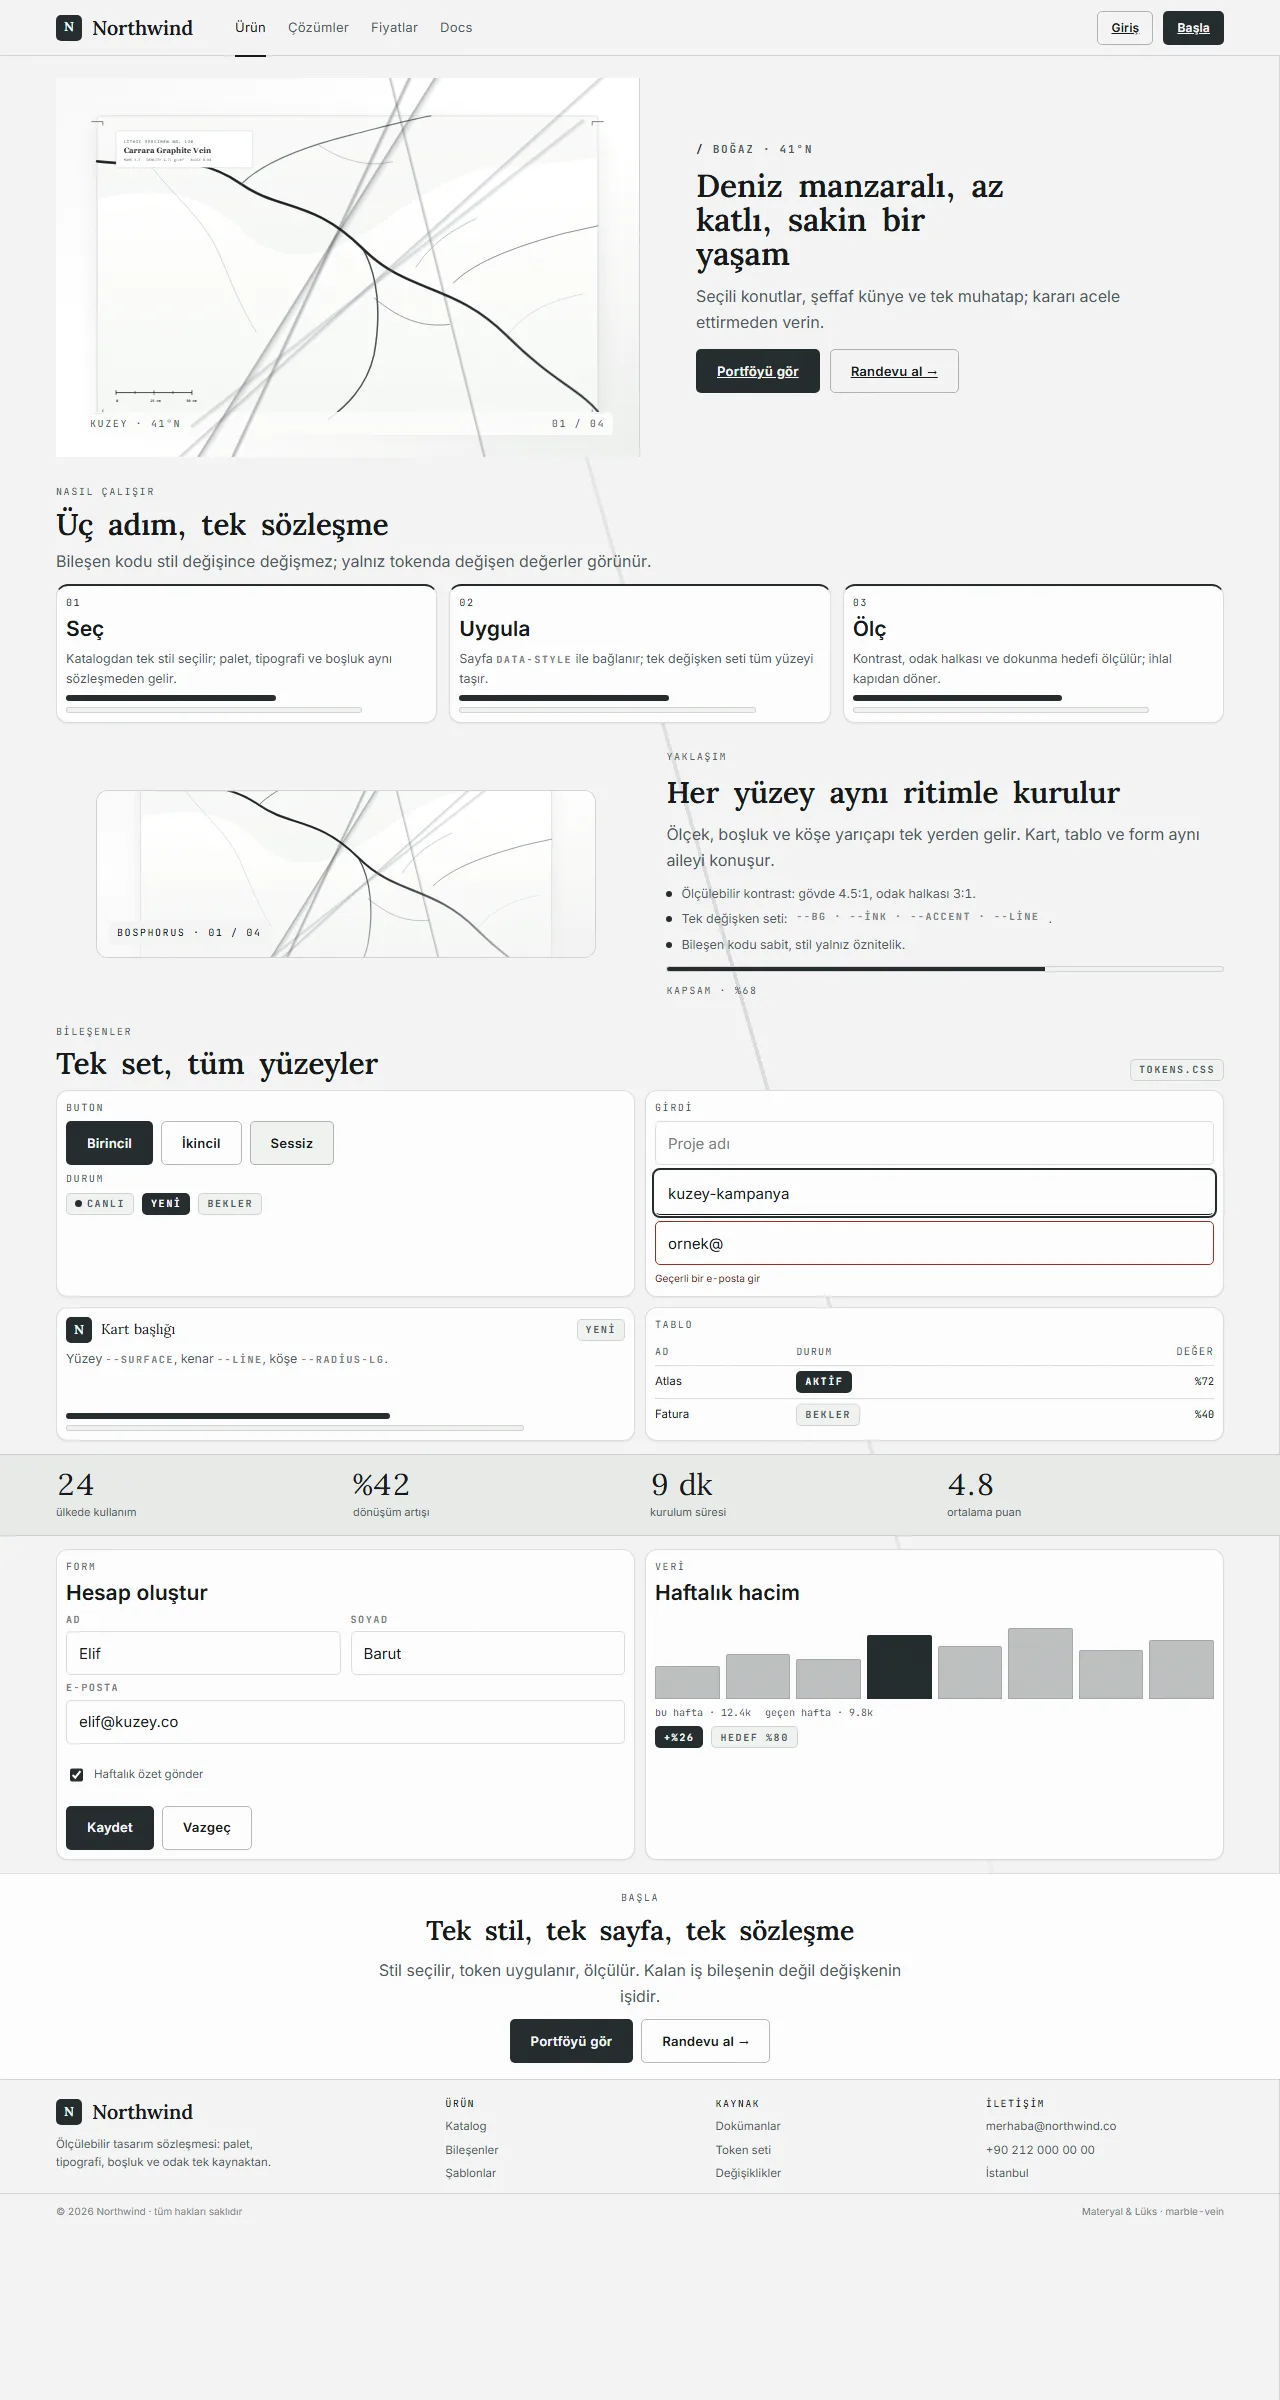 N Northwind Ürün Çözümler Fiyatlar Docs Giriş Başla
Carrara Graphite Vein
KUZEY · 41°N 01 / 04
/ BOĞAZ · 41°N
Deniz manzaralı, az
katlı, sakin bir
yaşam
Seçili konutlar, şeffaf künye ve tek muhatap; kararı acele
ettirmeden verin.
Portföyü gör Randevu al →
NASIL ÇALIŞIR
Üç adım, tek sözleşme
Bileşen kodu stil değişince değişmez; yalnız tokenda değişen değerler görünür.
01
Seç
Katalogdan tek stil seçilir; palet, tipografi ve boşluk aynı
sözleşmeden gelir.
02
Uygula
Sayfa DATA-STYLE ile bağlanır; tek değişken seti tüm yüzeyi
taşır.
03
Ölç
Kontrast, odak halkası ve dokunma hedefi ölçülür; ihlal
kapıdan döner.
BOSPHORUS · 01 / 04
YAKLAŞIM
Her yüzey aynı ritimle kurulur
Ölçek, boşluk ve köşe yarıçapı tek yerden gelir. Kart, tablo ve form aynı
aileyi konuşur.
Ölçülebilir kontrast: gövde 4.5:1, odak halkası 3:1.
Tek değişken seti: --BG · --İNK · --ACCENT · --LİNE .
Bileşen kodu sabit, stil yalnız öznitelik.
KAPSAM · %68
BİLEŞENLER
Tek set, tüm yüzeyler
TOKENS.CSS
BUTON
Birincil İkincil Sessiz
DURUM
CANLI YENİ BEKLER
GİRDİ
Proje adı
kuzey-kampanya
ornek@
Geçerli bir e-posta gir
N Kart başlığı YENİ
Yüzey --SURFACE, kenar --LİNE, köşe --RADİUS-LG.
TABLO
AD DURUM DEĞER
Atlas AKTİF %72
Fatura BEKLER %40
24 %42 9 dk 4.8
ülkede kullanım dönüşüm artışı kurulum süresi ortalama puan
FORM
Hesap oluştur
AD SOYAD
Elif Barut
E-POSTA
elif@kuzey.co
Haftalık özet gönder
Kaydet Vazgeç
VERİ
Haftalık hacim
bu hafta · 12.4k geçen hafta · 9.8k
+%26 HEDEF %80
BAŞLA
Tek stil, tek sayfa, tek sözleşme
Stil seçilir, token uygulanır, ölçülür. Kalan iş bileşenin değil değişkenin
işidir.
Portföyü gör Randevu al →
N Northwind
Ölçülebilir tasarım sözleşmesi: palet,
tipografi, boşluk ve odak tek kaynaktan.
ÜRÜN
Katalog
Bileşenler
Şablonlar
KAYNAK
Dokümanlar
Token seti
Değişiklikler
İLETİŞİM
merhaba@northwind.co
+90 212 000 00 00
İstanbul
© 2026 Northwind · tüm hakları saklıdır Materyal & Lüks · marble-vein